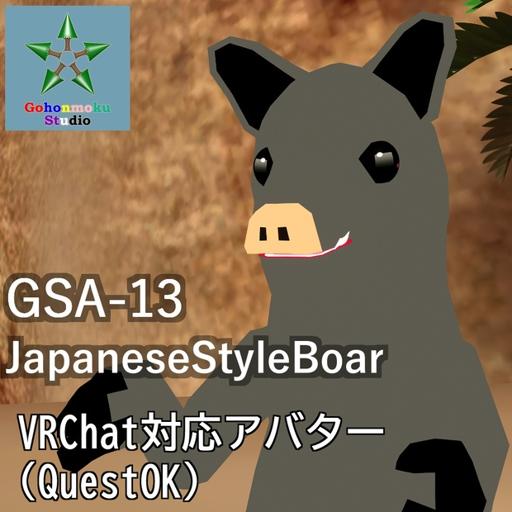 Gohonmoku
Studio
GSA-13
JapaneseStyleBoar
VRChat対応アバター
(QuestOK)